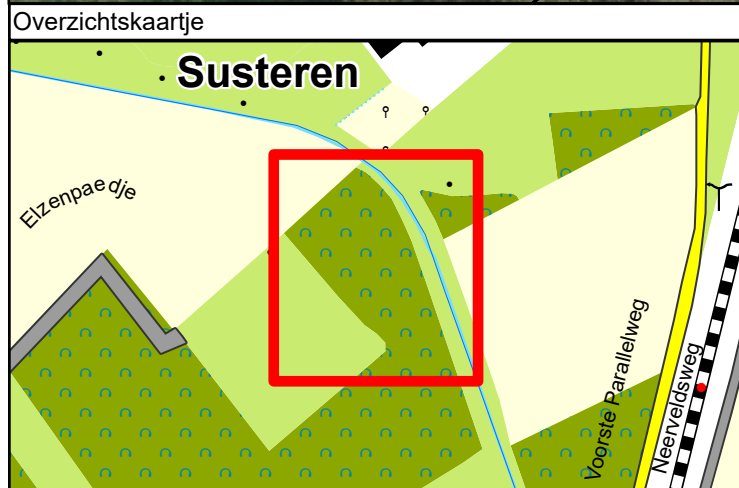 Overzichtskaartje
Susteren
Elzenpaedje
Voorste Parallelweg
Neerveldsweg